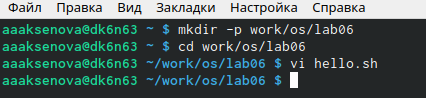 Файл Правка Вид Закладки Настройка Справка
aaaksenova@dk6n63 ~ $ mkdir -p work/os/lab06
aaaksenova@dk6n63 ~ $ cd work/os/lab06
aaaksenova@dk6n63 ~/work/os/lab06 $ vi hello.sh
aaaksenova@dk6n63 ~/work/os/lab06 $